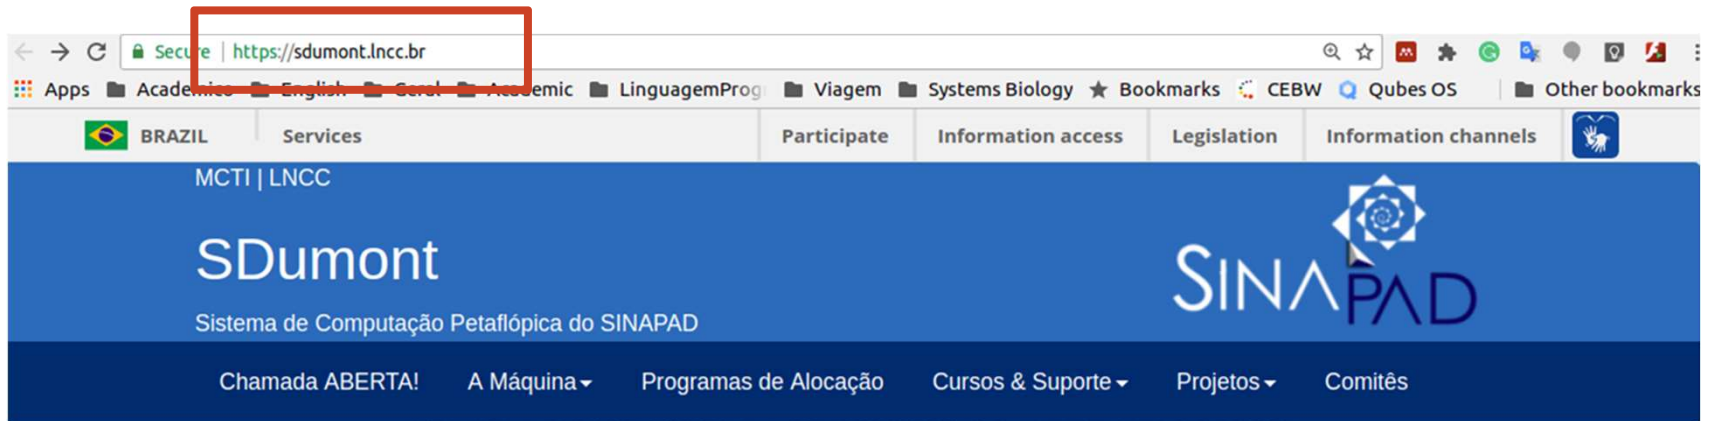 Secure | https://sdumont.lncc.br
Apps Academico English Geral Academic LinguagemProg Viagem Systems Biology Bookmarks CEBW Qubes OS Other bookmarks
BRAZIL Services Participate Information access Legislation Information channels
MCTI | LNCC
SDumont
SINAPAD
Sistema de Computação Petaflópica do SINAPAD
Chamada ABERTA! A Máquina Programas de Alocação Cursos & Suporte Projetos Comitês